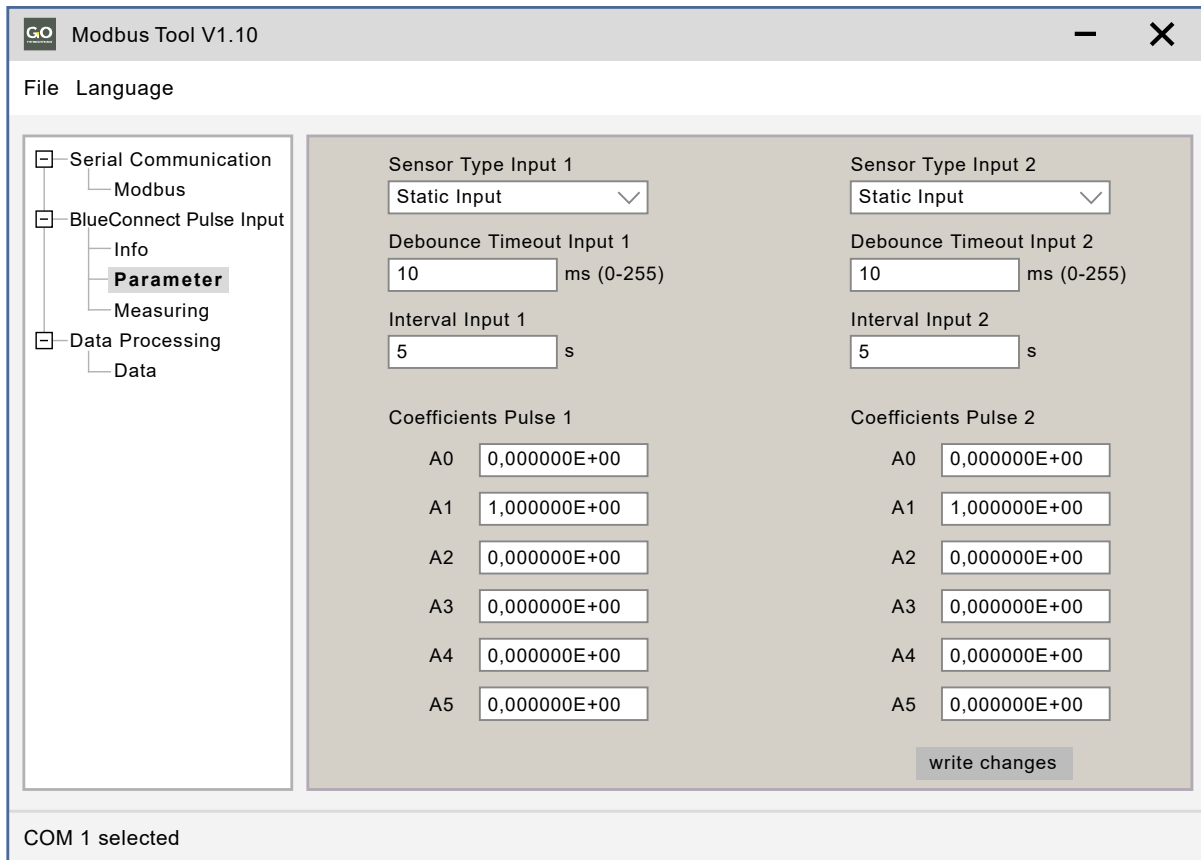 GO Modbus Tool V1.10
File Language
Serial Communication
Modbus
BlueConnect Pulse Input
Info
Parameter
Measuring
Data Processing
Data
Sensor Type Input 1
Static Input
Debounce Timeout Input 1
10 ms (0-255)
Interval Input 1
5 s
Coefficients Pulse 1
A0 0,000000E+00
A1 1,000000E+00
A2 0,000000E+00
A3 0,000000E+00
A4 0,000000E+00
A5 0,000000E+00
Sensor Type Input 2
Static Input
Debounce Timeout Input 2
10 ms (0-255)
Interval Input 2
5 s
Coefficients Pulse 2
A0 0,000000E+00
A1 1,000000E+00
A2 0,000000E+00
A3 0,000000E+00
A4 0,000000E+00
A5 0,000000E+00
write changes
COM 1 selected